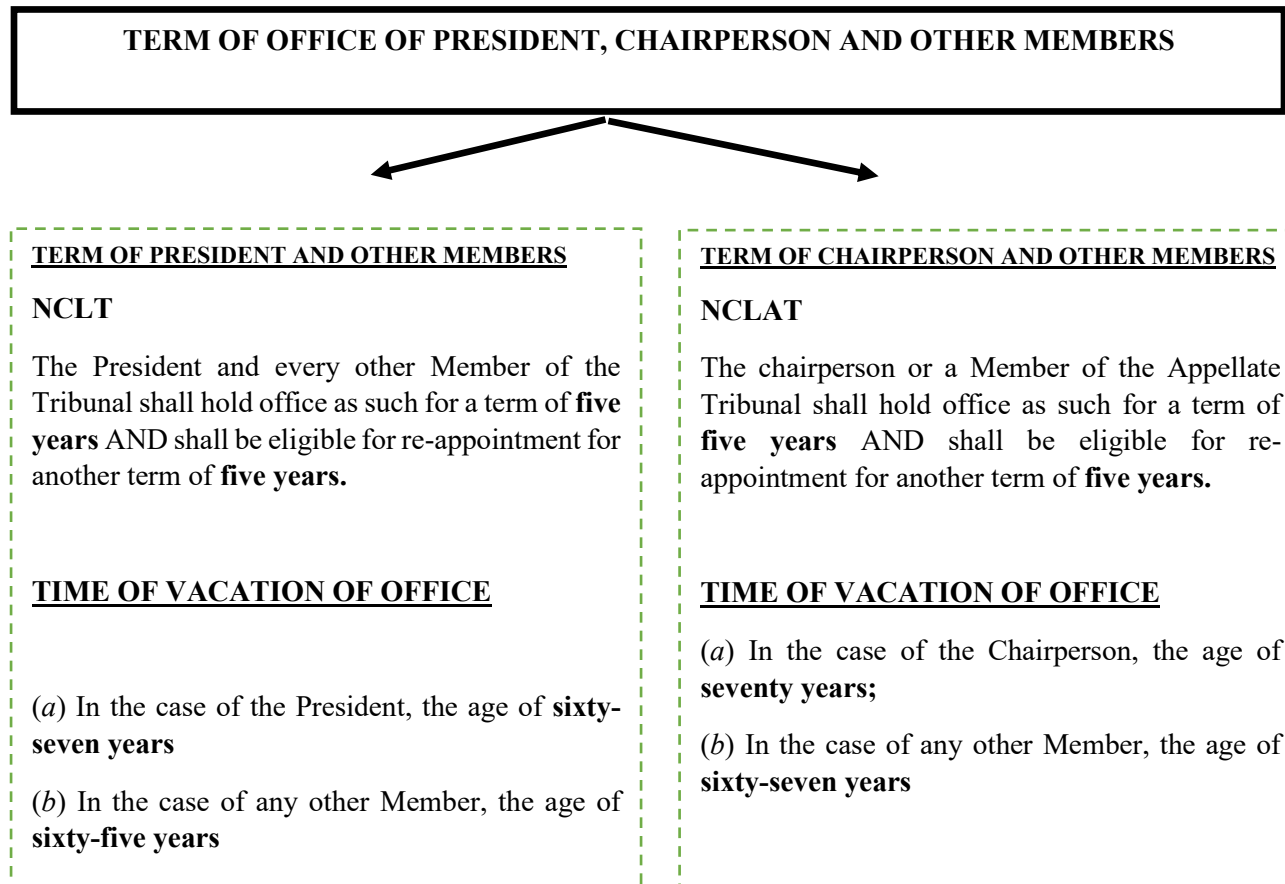 TERM OF OFFICE OF PRESIDENT, CHAIRPERSON AND OTHER MEMBERS
TERM OF PRESIDENT AND OTHER MEMBERS
NCLT
The President and every other Member of the
Tribunal shall hold office as such for a term of five
years AND shall be eligible for re-appointment for
another term of five years.
TIME OF VACATION OF OFFICE
(a) In the case of the President, the age of sixty-
seven years
(b) In the case of any other Member, the age of
sixty-five years
TERM OF CHAIRPERSON AND OTHER MEMBERS
NCLAT
The chairperson or a Member of the Appellate
Tribunal shall hold office as such for a term of
five years AND shall be eligible for re-
appointment for another term of five years.
TIME OF VACATION OF OFFICE
(a) In the case of the Chairperson, the age of
seventy years;
(b) In the case of any other Member, the age of
sixty-seven years